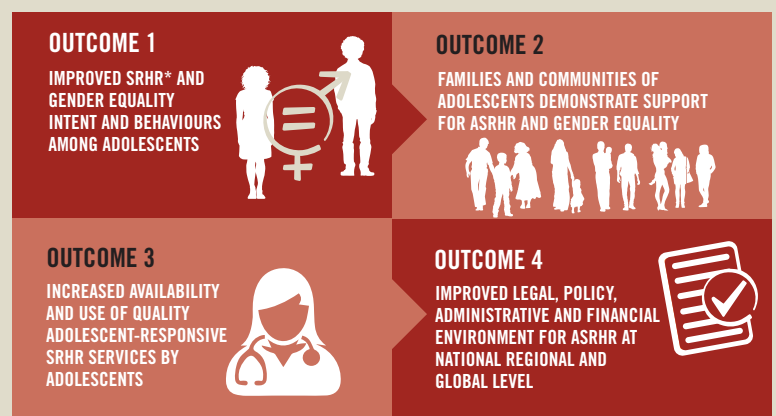 OUTCOME 1
IMPROVED SRHR* AND
GENDER EQUALITY
INTENT AND BEHAVIOURS
AMONG ADOLESCENTS
OUTCOME 2
FAMILIES AND COMMUNITIES OF
ADOLESCENTS DEMONSTRATE SUPPORT
FOR ASRHR AND GENDER EQUALITY
OUTCOME 3
INCREASED AVAILABILITY
AND USE OF QUALITY
ADOLESCENT-RESPONSIVE
SRHR SERVICES BY
ADOLESCENTS
OUTCOME 4
IMPROVED LEGAL, POLICY,
ADMINISTRATIVE AND FINANCIAL
ENVIRONMENT FOR ASRHR AT
NATIONAL REGIONAL AND
GLOBAL LEVEL